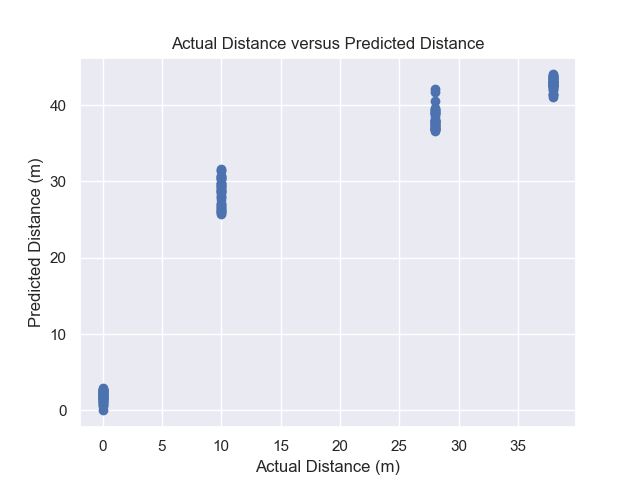 Actual Distance versus Predicted Distance
Predicted Distance (m)
40
30
20
10
0
0 5 10 15 20 25 30 35
Actual Distance (m)